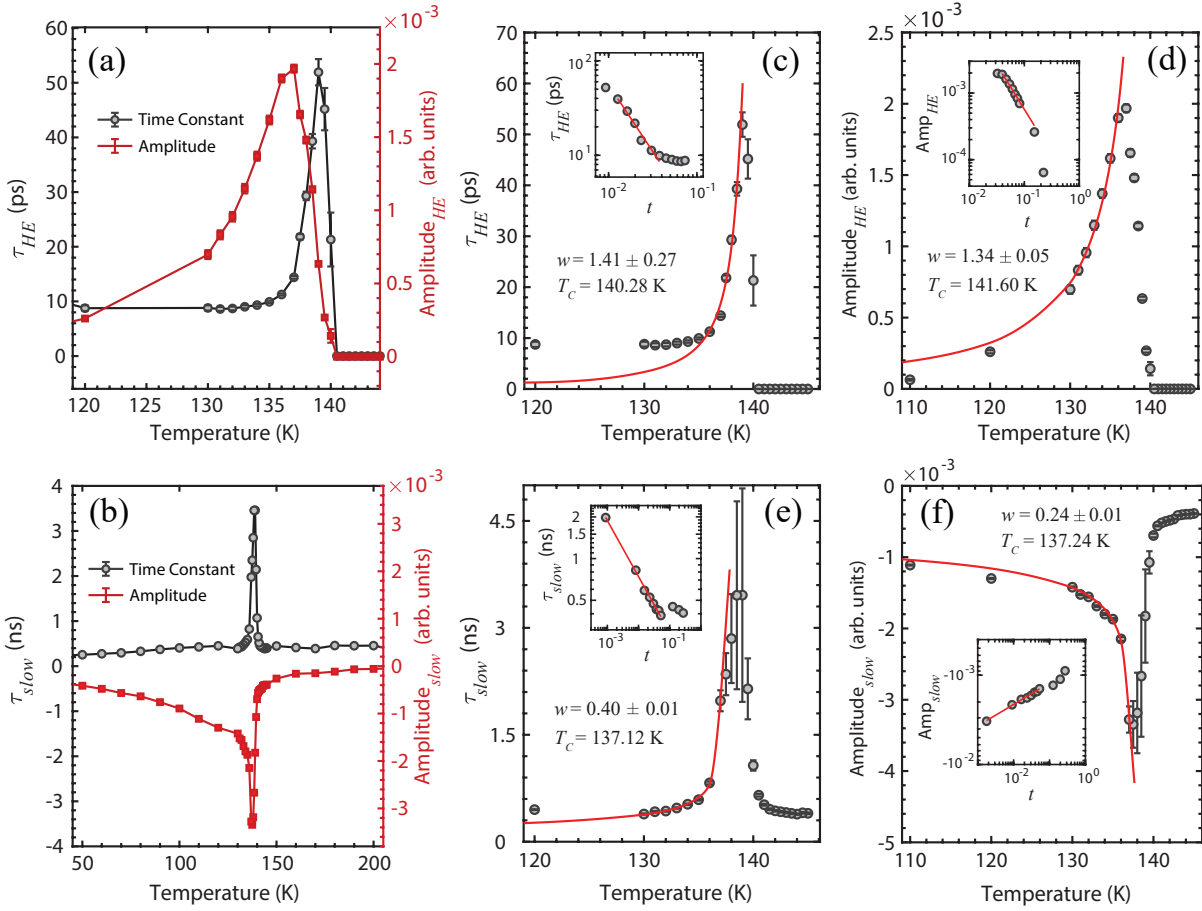 (a)
×10⁻³
60
50
40
30
20
10
0
τHE (ps)
Time Constant
Amplitude
2
1.5
1
0.5
0
AmplitudeHE (arb. units)
120 125 130 135 140
Temperature (K)
(c)
70
60
50
40
30
20
10
0
τHE (ps)
τHE (ps)
10²
10¹
10⁻² 10⁻¹
t
w = 1.41 ± 0.27
TC = 140.28 K
120 130 140
Temperature (K)
(d)
×10⁻³
2.5
2
1.5
1
0.5
0
AmplitudeHE (arb. units)
AmpHE
10⁻³
10⁻⁴
10⁻² 10⁻¹ 10⁰
t
w = 1.34 ± 0.05
TC = 141.60 K
110 120 130 140
Temperature (K)
(b)
×10⁻³
4
3
2
1
0
-1
-2
-3
-4
τslow (ns)
Time Constant
Amplitude
3
2
1
0
-1
-2
-3
Amplitudeslow (arb. units)
50 100 150 200
Temperature (K)
(e)
4.5
3
1.5
0
τslow (ns)
τslow (ns)
2
1.5
1
0.5
10⁻³ 10⁻¹
t
w = 0.40 ± 0.01
TC = 137.12 K
120 130 140
Temperature (K)
(f)
×10⁻³
0
-1
-2
-3
-4
-5
Amplitudeslow (arb. units)
w = 0.24 ± 0.01
TC = 137.24 K
Ampslow
-10⁻³
-10⁻²
10⁻² 10⁰
t
110 120 130 140
Temperature (K)